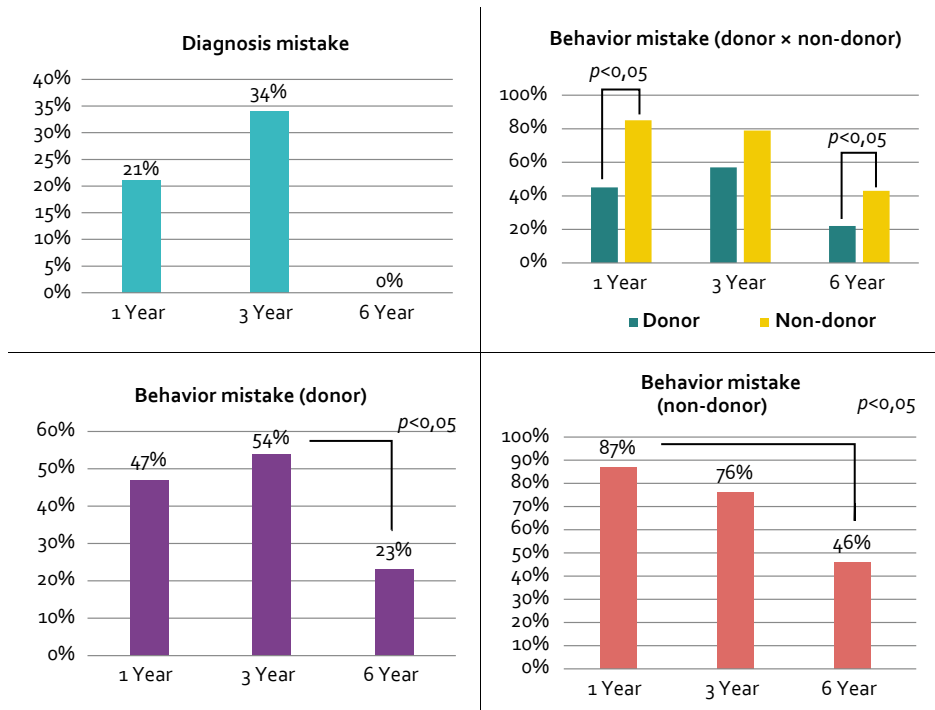 Diagnosis mistake
40%
35%
30%
25%
20%
15%
10%
5%
0%
21%
34%
0%
1 Year
3 Year
6 Year
Behavior mistake (donor × non-donor)
p<0,05
p<0,05
100%
80%
60%
40%
20%
0%
1 Year
3 Year
6 Year
Donor
Non-donor
Behavior mistake (donor)
p<0,05
60%
50%
40%
30%
20%
10%
0%
47%
54%
23%
1 Year
3 Year
6 Year
Behavior mistake
(non-donor)
p<0,05
100%
90%
80%
70%
60%
50%
40%
30%
20%
10%
0%
87%
76%
46%
1 Year
3 Year
6 Year